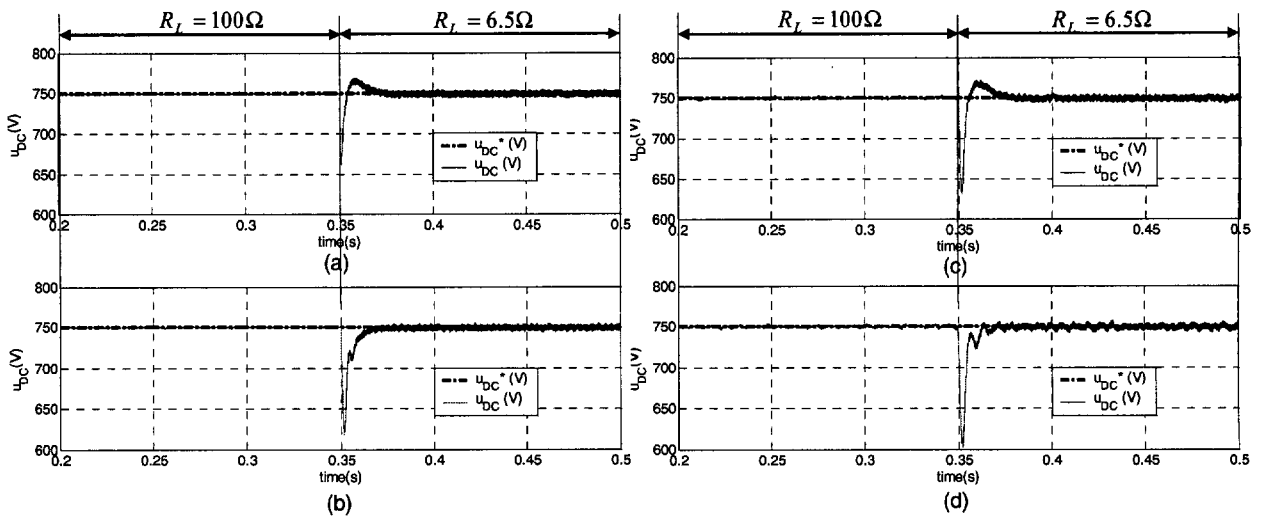 R_L = 100Ω
R_L = 6.5Ω
800
750
700
650
600
u_DC(V)
u_DC* (V)
u_DC (V)
0.2
0.25
0.3
0.35
0.4
0.45
0.5
time(s)
(a)
800
750
700
650
600
u_DC(V)
u_DC* (V)
u_DC (V)
0.2
0.25
0.3
0.35
0.4
0.45
0.5
time(s)
(b)
R_L = 100Ω
R_L = 6.5Ω
800
750
700
650
600
u_DC(V)
u_DC* (V)
u_DC (V)
0.2
0.25
0.3
0.35
0.4
0.45
0.5
time(s)
(c)
800
750
700
650
600
u_DC(V)
u_DC* (V)
u_DC (V)
0.2
0.25
0.3
0.35
0.4
0.45
0.5
time(s)
(d)